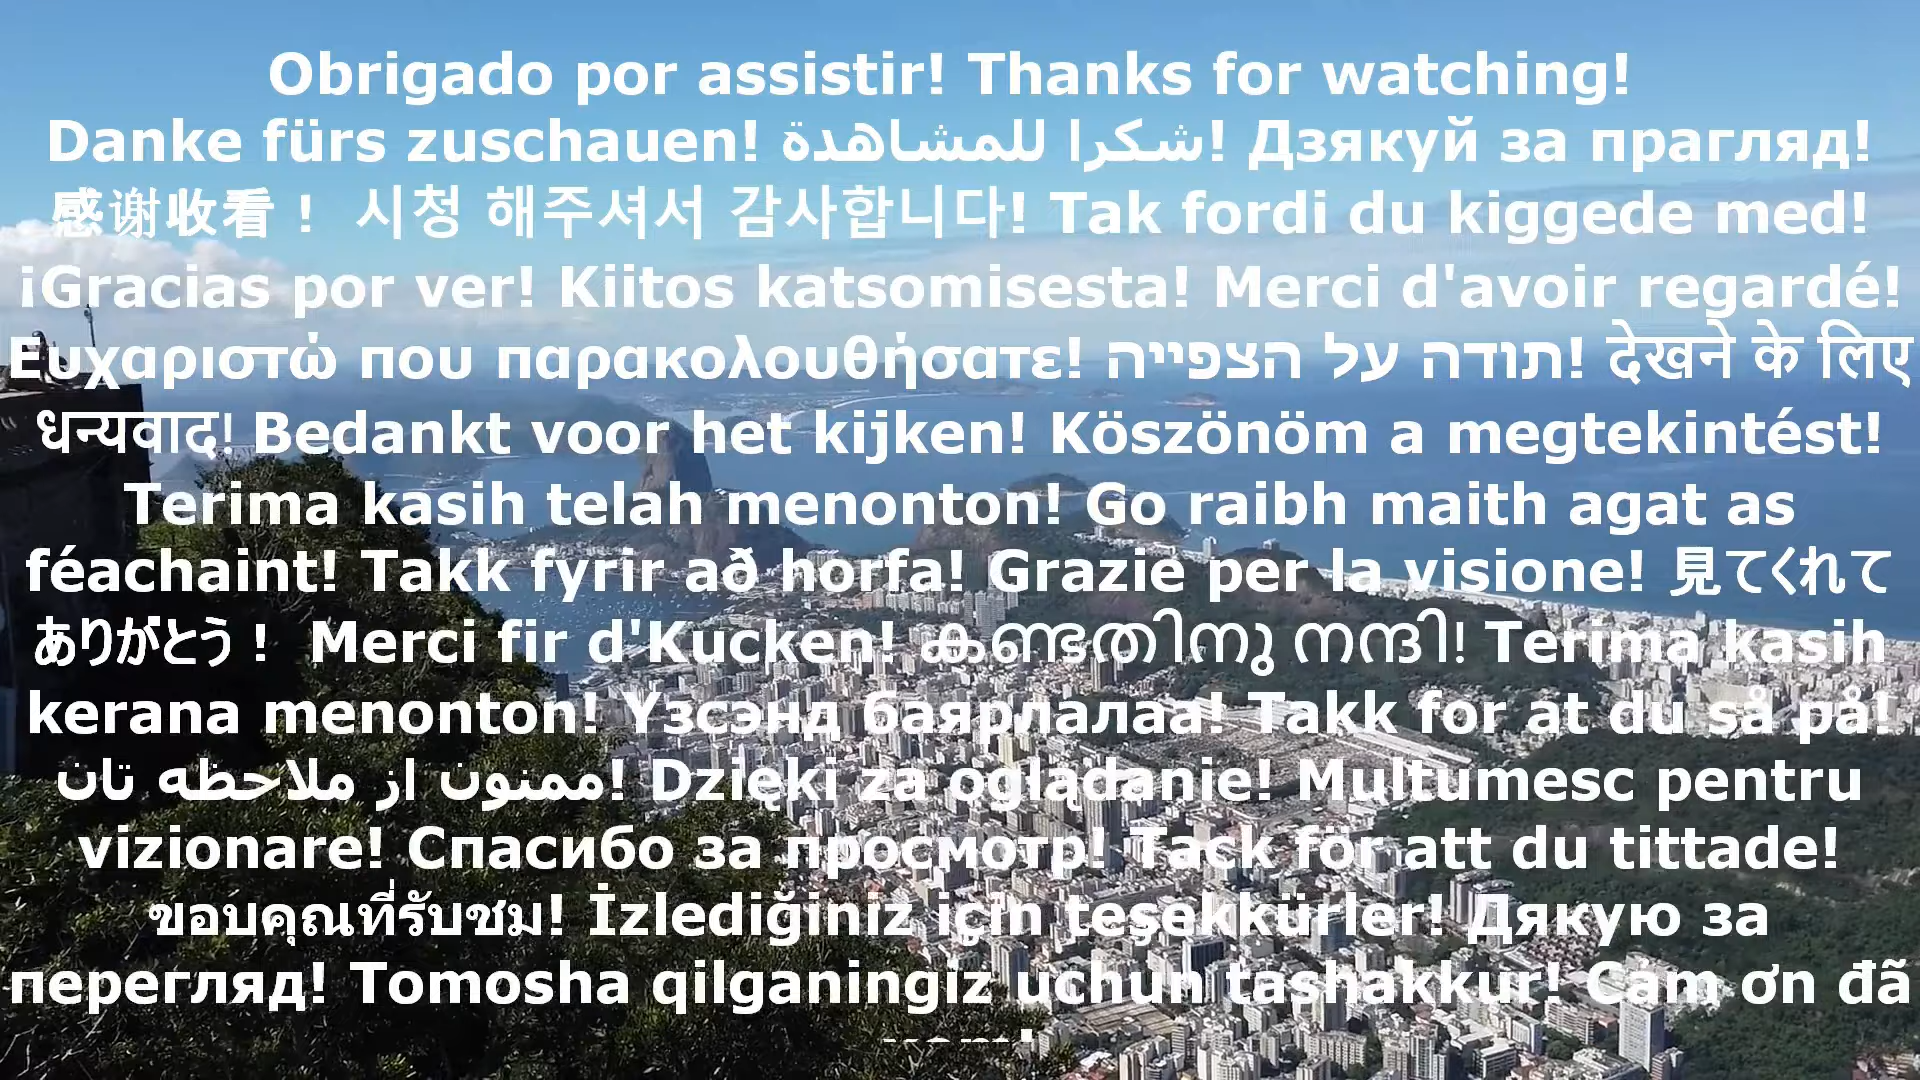 Obrigado por assistir! Thanks for watching!
Danke fürs zuschauen! شكرا للمشاهدة! Дзякуй за прагляд!
感谢收看！ 시청 해주셔서 감사합니다! Tak fordi du kiggede med!
¡Gracias por ver! Kiitos katsomisesta! Merci d'avoir regardé!
Ευχαριστώ που παρακολουθήσατε! תודה על הצפייה! देखने के लिए
धन्यवाद! Bedankt voor het kijken! Köszönöm a megtekintést!
Terima kasih telah menonton! Go raibh maith agat as
féachaint! Takk fyrir að horfa! Grazie per la visione! 見てくれて
ありがとう！ Merci fir d'Kucken! കണ്ടതിനു നന്ദി! Terima kasih
kerana menonton! Үзсэнд баярлалаа! Takk for at du så på!
ممنون از ملاحظه تان! Dzięki za oglądanie! Multumesc pentru
vizionare! Спасибо за просмотр! Tack för att du tittade!
ขอบคุณที่รับชม! İzlediğiniz için teşekkürler! Дякую за
перегляд! Tomosha qilganingiz uchun tashakkur! Cảm ơn đã